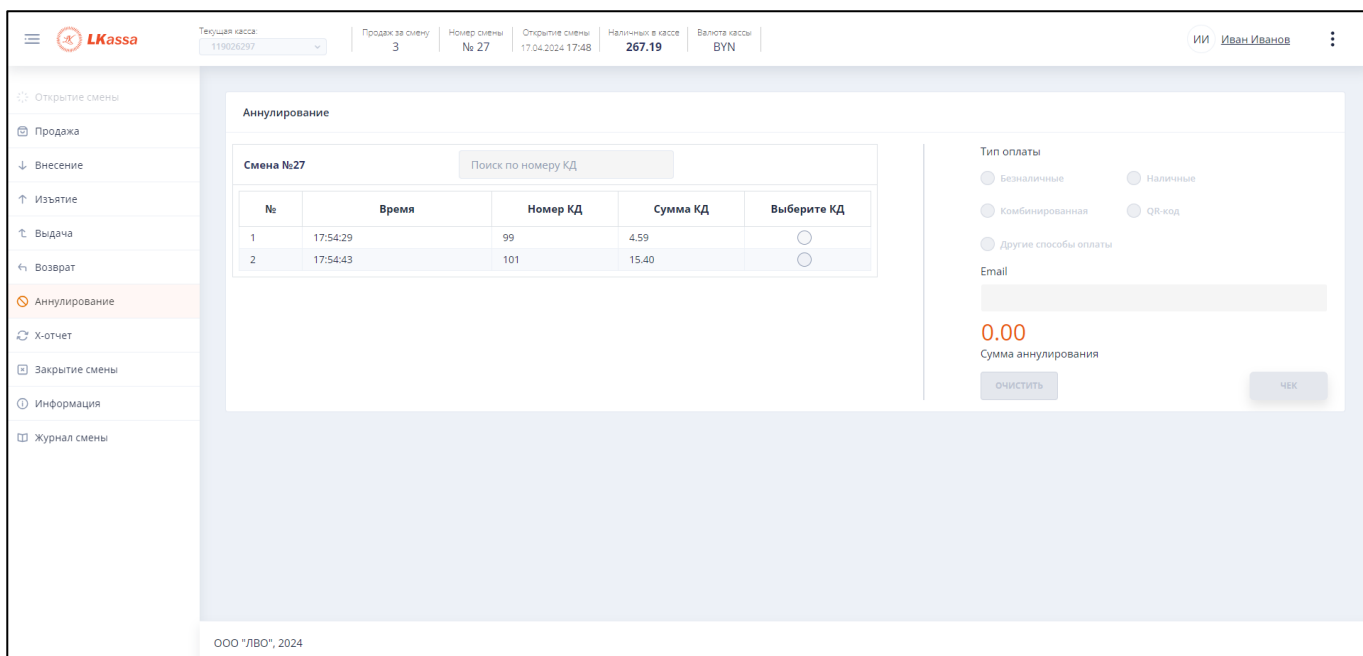 LKassa
Текущая касса:
119026297
Продаж за смену
3
Номер смены
№ 27
Открытие смены
17.04.2024 17:48
Наличных в кассе
267.19
Валюта кассы
BYN
ИИ Иван Иванов
Открытие смены
Продажа
Внесение
Изъятие
Выдача
Возврат
Аннулирование
X-отчет
Закрытие смены
Информация
Журнал смены
Аннулирование
Смена №27 Поиск по номеру КД
№ Время Номер КД Сумма КД Выберите КД
1 17:54:29 99 4.59
2 17:54:43 101 15.40
Тип оплаты
Безналичные Наличные
Комбинированная QR-код
Другие способы оплаты
Email
0.00
Сумма аннулирования
ОЧИСТИТЬ ЧЕК
ООО "ЛВО", 2024